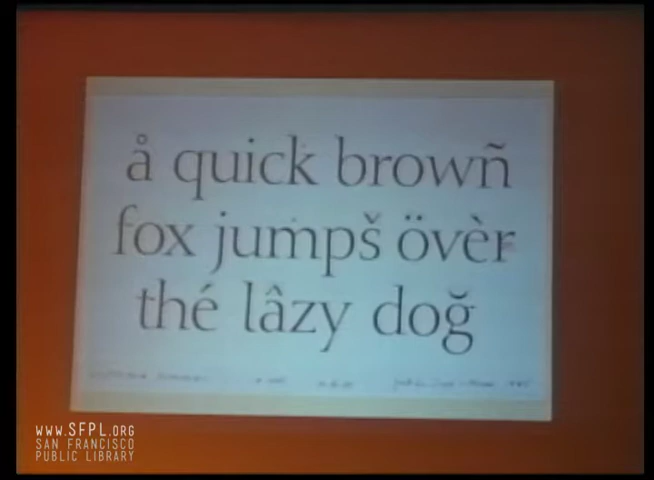 å quick browñ
fox jumpš övèr
thé lâzy doğ
www.SFPL.ORG
SAN FRANCISCO
PUBLIC LIBRARY